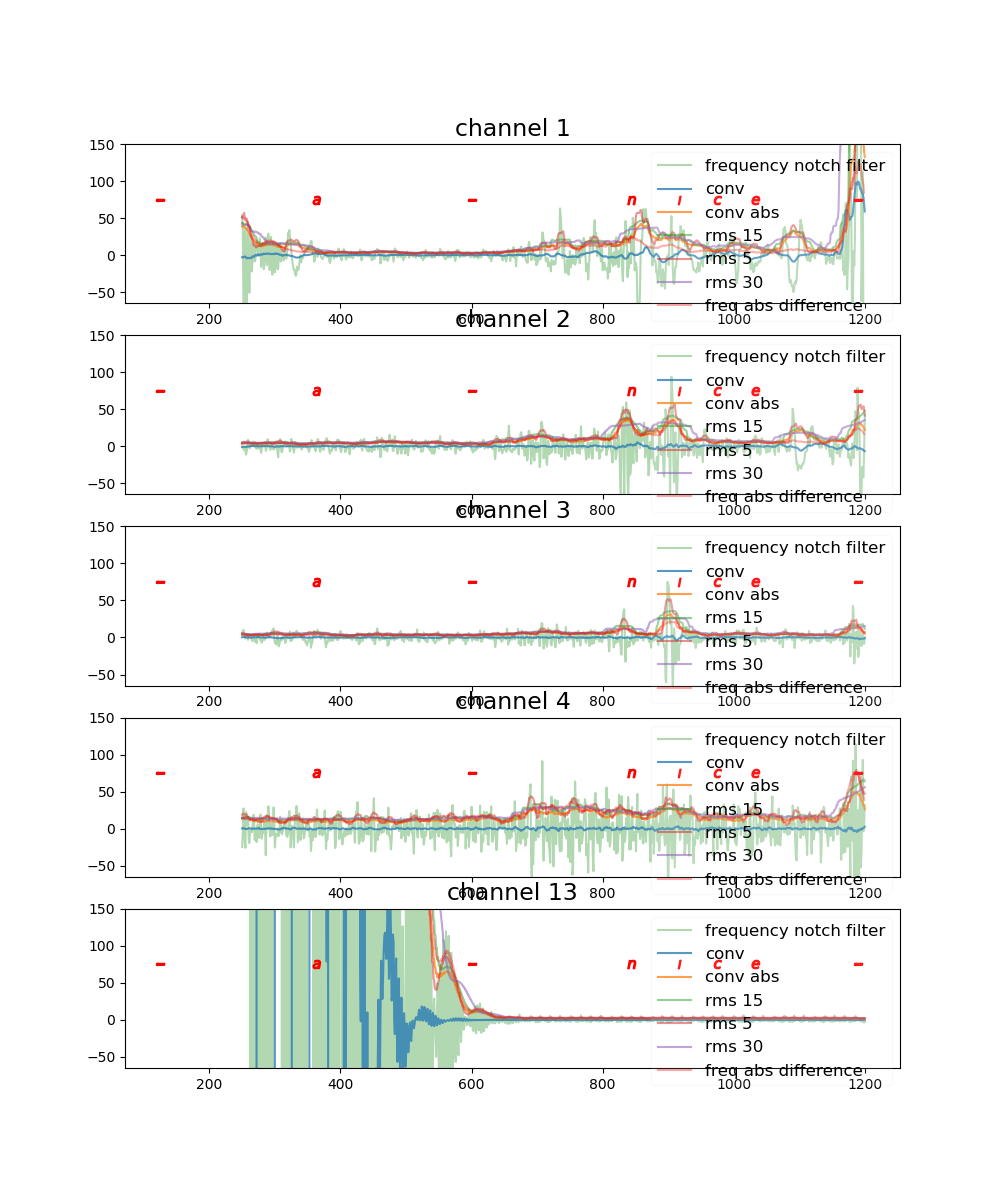 channel 1
150
100
50
0
−50
– a – n i c e –
frequency notch filter
conv
conv abs
rms 15
rms 5
rms 30
freq abs difference
200 400 600 800 1000 1200
channel 2
150
100
50
0
−50
– a – n i c e –
frequency notch filter
conv
conv abs
rms 15
rms 5
rms 30
freq abs difference
200 400 600 800 1000 1200
channel 3
150
100
50
0
−50
– a – n i c e –
frequency notch filter
conv
conv abs
rms 15
rms 5
rms 30
freq abs difference
200 400 600 800 1000 1200
channel 4
150
100
50
0
−50
– a – n i c e –
frequency notch filter
conv
conv abs
rms 15
rms 5
rms 30
freq abs difference
200 400 600 800 1000 1200
channel 13
150
100
50
0
−50
– a – n i c e –
frequency notch filter
conv
conv abs
rms 15
rms 5
rms 30
freq abs difference
200 400 600 800 1000 1200